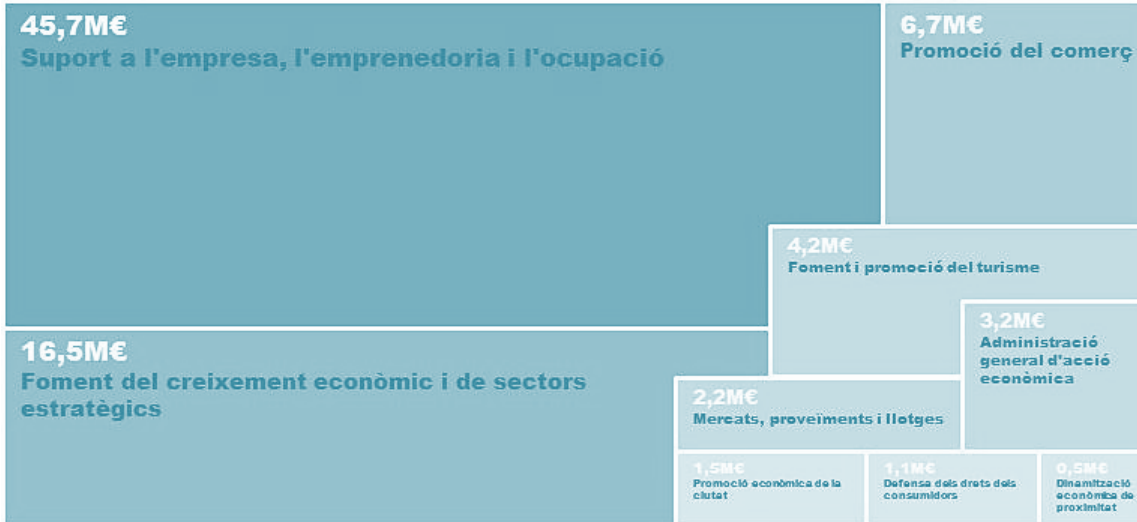 45,7M€
Suport a l'empresa, l'emprenedoria i l'ocupació
6,7M€
Promoció del comerç
4,2M€
Foment i promoció del turisme
3,2M€
Administració
general d'acció
econòmica
16,5M€
Foment del creixement econòmic i de sectors
estratègics
2,2M€
Mercats, proveïments i llotges
1,5M€
Promoció econòmica de la
ciutat
1,1M€
Defensa dels drets dels
consumidors
0,5M€
Dinamització
econòmica de
proximitat